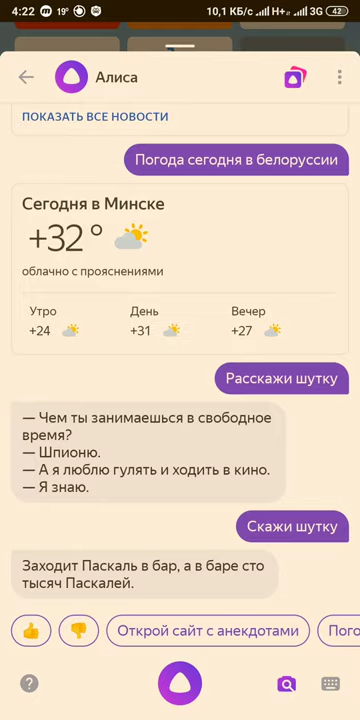 4:22 19° 10,1 КБ/с H+ 3G 42
Алиса
ПОКАЗАТЬ ВСЕ НОВОСТИ
Погода сегодня в белоруссии
Сегодня в Минске
+32°
облачно с прояснениями
Утро День Вечер
+24 +31 +27
Расскажи шутку
— Чем ты занимаешься в свободное
время?
— Шпионю.
— А я люблю гулять и ходить в кино.
— Я знаю.
Скажи шутку
Заходит Паскаль в бар, а в баре сто
тысяч Паскалей.
Открой сайт с анекдотами Пого